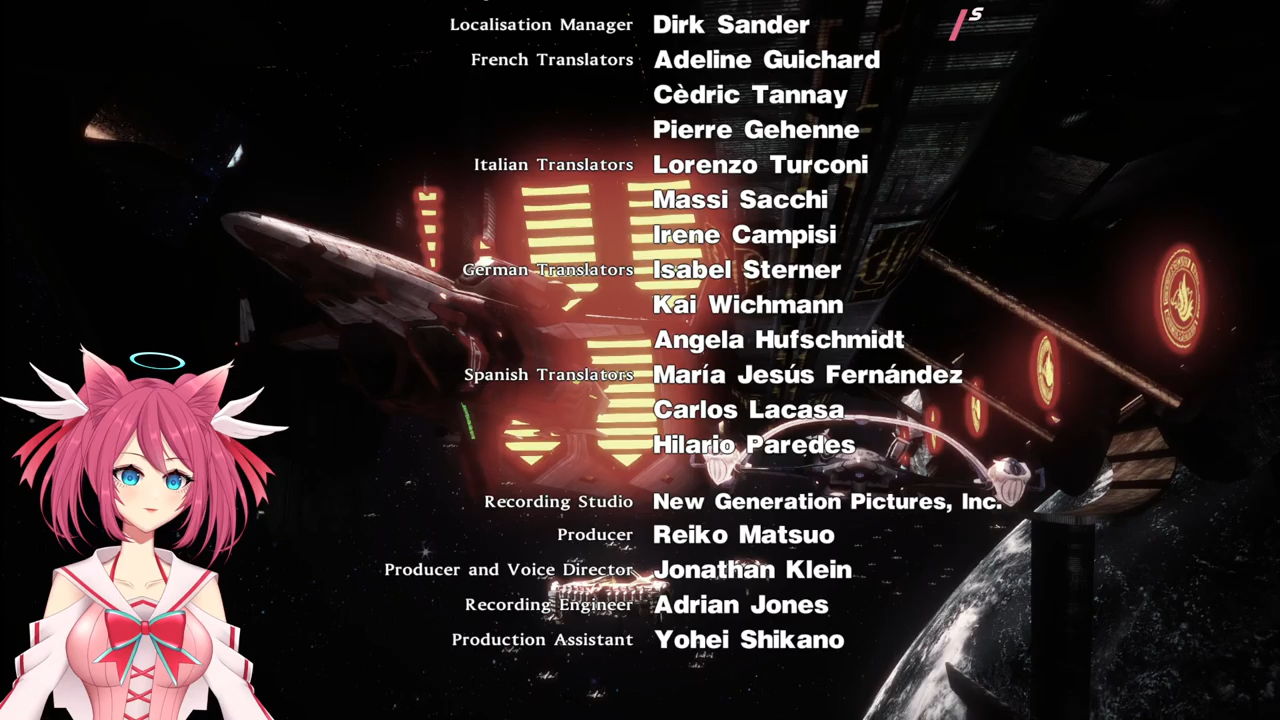 Localisation Manager Dirk Sander
French Translators Adeline Guichard
Cèdric Tannay
Pierre Gehenne
Italian Translators Lorenzo Turconi
Massi Sacchi
Irene Campisi
German Translators Isabel Sterner
Kai Wichmann
Angela Hufschmidt
Spanish Translators María Jesús Fernández
Carlos Lacasa
Hilario Paredes
Recording Studio New Generation Pictures, Inc.
Producer Reiko Matsuo
Producer and Voice Director Jonathan Klein
Recording Engineer Adrian Jones
Production Assistant Yohei Shikano